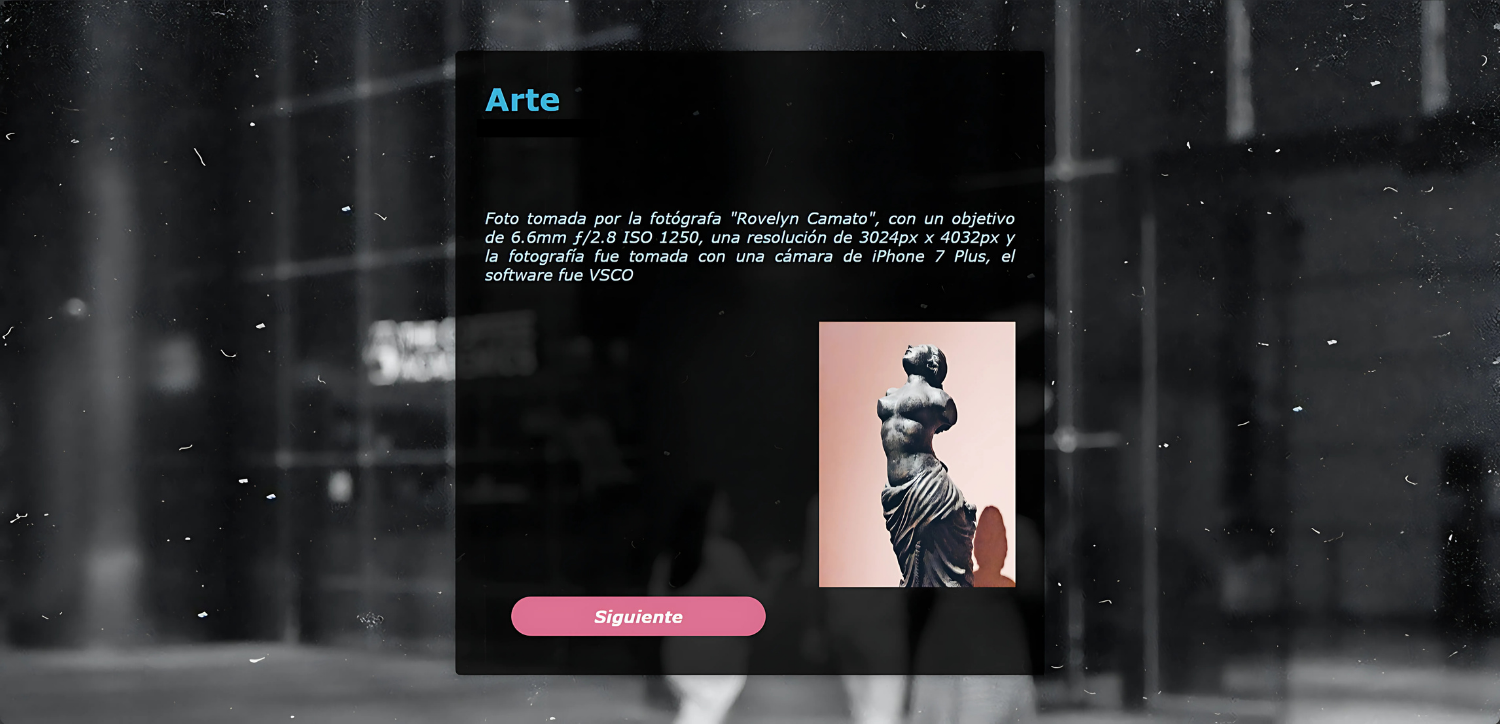 Arte
Foto tomada por la fotógrafa "Rovelyn Camato", con un objetivo
de 6.6mm ƒ/2.8 ISO 1250, una resolución de 3024px x 4032px y
la fotografía fue tomada con una cámara de iPhone 7 Plus, el
software fue VSCO
Siguiente